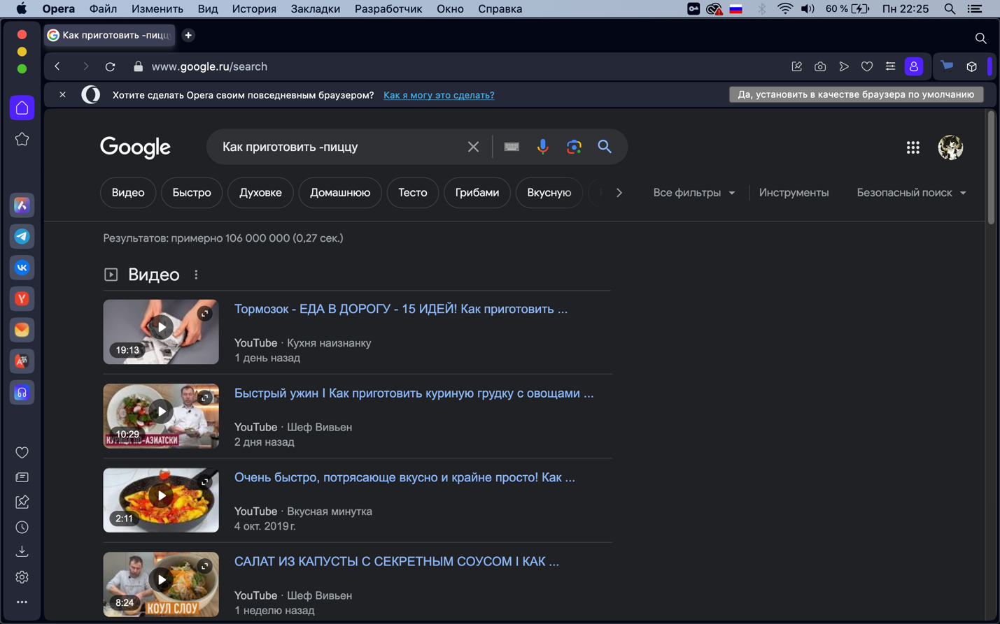 Opera Файл Изменить Вид История Закладки Разработчик Окно Справка 60 % Пн 22:25
Как приготовить -пицц
www.google.ru/search
Хотите сделать Opera своим повседневным браузером? Как я могу это сделать? Да, установить в качестве браузера по умолчанию
Google Как приготовить -пиццу
Видео Быстро Духовке Домашнюю Тесто Грибами Вкусную Все фильтры Инструменты Безопасный поиск
Результатов: примерно 106 000 000 (0,27 сек.)
Видео
Тормозок - ЕДА В ДОРОГУ - 15 ИДЕЙ! Как приготовить ...
YouTube · Кухня наизнанку
19:13
1 день назад
Быстрый ужин I Как приготовить куриную грудку с овощами ...
YouTube · Шеф Вивьен
10:29
КУРИЦА ПО-АЗИАТСКИ
2 дня назад
Очень быстро, потрясающе вкусно и крайне просто! Как ...
YouTube · Вкусная минутка
2:11
4 окт. 2019 г.
САЛАТ ИЗ КАПУСТЫ С СЕКРЕТНЫМ СОУСОМ I КАК ...
YouTube · Шеф Вивьен
8:24
КОУЛ СЛОУ
1 неделю назад